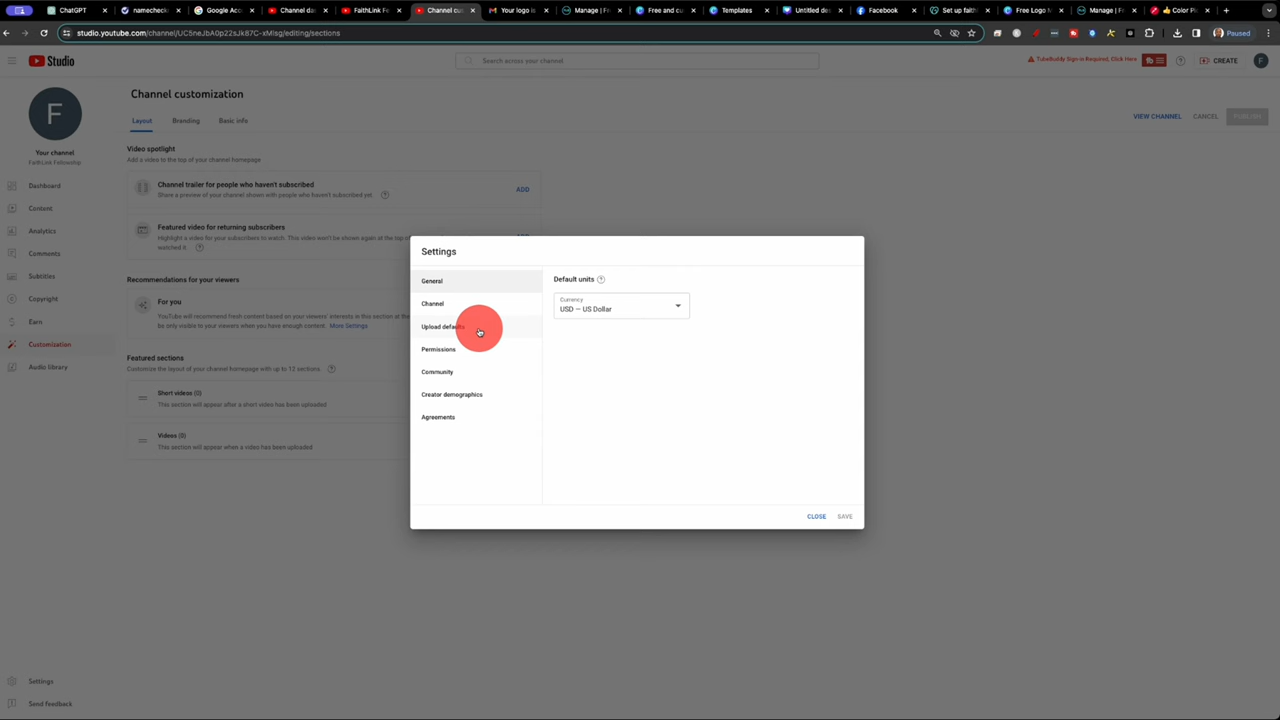 ChatGPT
namechecke
Google Acco
Channel das
FaithLink Fe
Channel cus
Your logo is
Manage | Fr
Free and cu
Templates
Untitled des
Facebook
Set up faith
Free Logo M
Manage | Fr
Color Pi
studio.youtube.com/channel/UC5neJbA0p22sJk87C-xMlsg/editing/sections
Paused
Studio
Search across your channel
TubeBuddy Sign-in Required, Click Here
tb
CREATE
F
F
Channel customization
Layout
Branding
Basic info
VIEW CHANNEL
CANCEL
PUBLISH
Your channel
FaithLink Fellowship
Dashboard
Content
Analytics
Comments
Subtitles
Copyright
Earn
Customization
Audio library
Settings
Send feedback
Video spotlight
Add a video to the top of your channel homepage
Channel trailer for people who haven't subscribed
Share a preview of your channel shown with people who haven't subscribed yet.
ADD
Featured video for returning subscribers
Highlight a video for your subscribers to watch. This video won't be shown again at the top of
watched it.
Recommendations for your viewers
For you
YouTube will recommend fresh content based on your viewers' interests in this section at the
be only visible to your viewers when you have enough content. More Settings
Featured sections
Customize the layout of your channel homepage with up to 12 sections.
Short videos (0)
This section will appear after a short video has been uploaded
Videos (0)
This section will appear when a video has been uploaded
Settings
General
Channel
Upload defaults
Permissions
Community
Creator demographics
Agreements
Default units
Currency
USD — US Dollar
CLOSE
SAVE